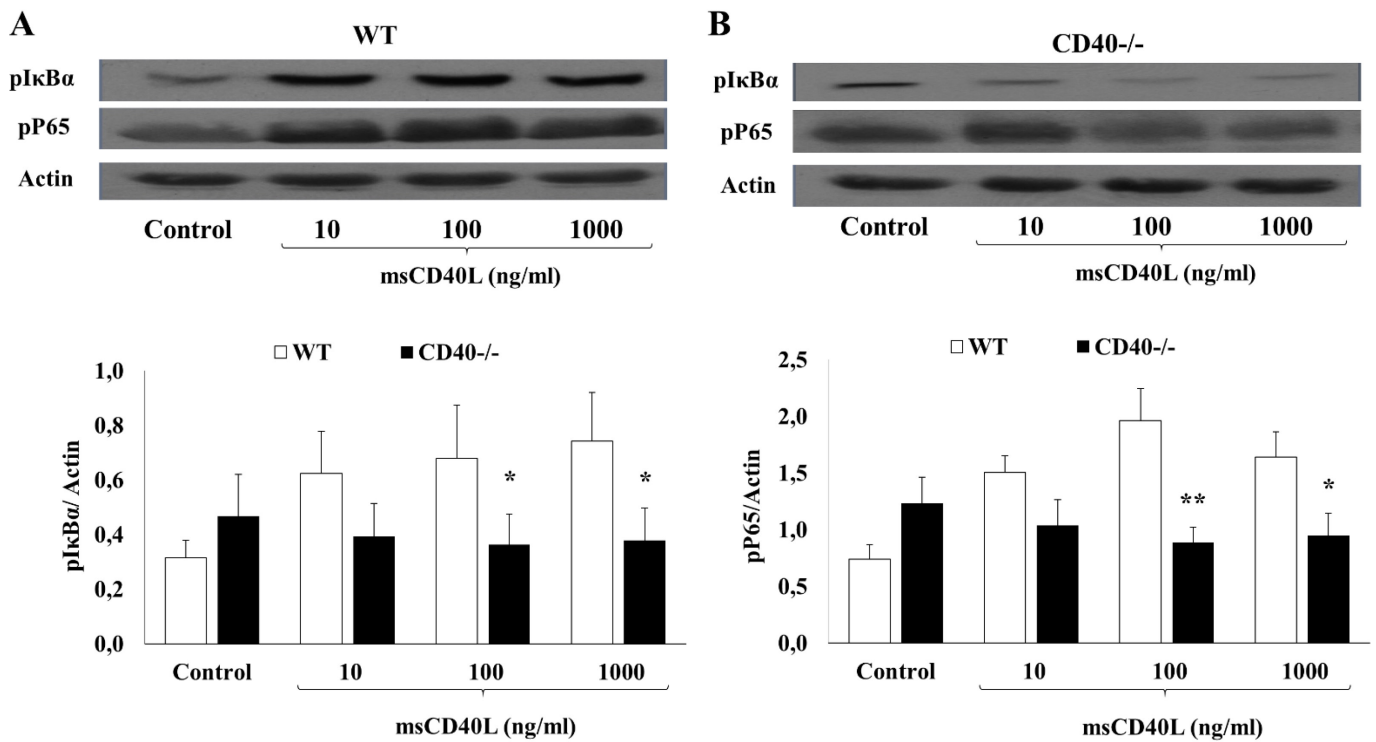 A
WT
pIκBα
pP65
Actin
Control 10 100 1000
msCD40L (ng/ml)
B
CD40-/-
pIκBα
pP65
Actin
Control 10 100 1000
msCD40L (ng/ml)
WT CD40-/-
pIκBα/ Actin
1,0
0,8
0,6
0,4
0,2
0,0
* *
Control 10 100 1000
msCD40L (ng/ml)
WT CD40-/-
pP65/Actin
2,5
2,0
1,5
1,0
0,5
0,0
** *
Control 10 100 1000
msCD40L (ng/ml)